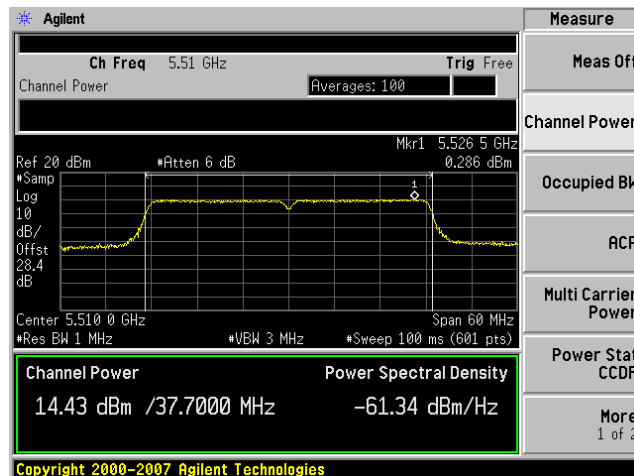 Agilent
Measure
Ch Freq 5.51 GHz Trig Free
Channel Power Averages: 100
Mkr1 5.526 5 GHz
Ref 20 dBm #Atten 6 dB 0.286 dBm
#Samp
Log
10
dB/
Offst
28.4
dB
1
Center 5.510 0 GHz Span 60 MHz
#Res BW 1 MHz #VBW 3 MHz #Sweep 100 ms (601 pts)
Channel Power Power Spectral Density
14.43 dBm /37.7000 MHz -61.34 dBm/Hz
Copyright 2000-2007 Agilent Technologies
Meas Off
Channel Power
Occupied B
ACP
Multi Carrier
Power
Power Stat
CCDF
More
1 of 2